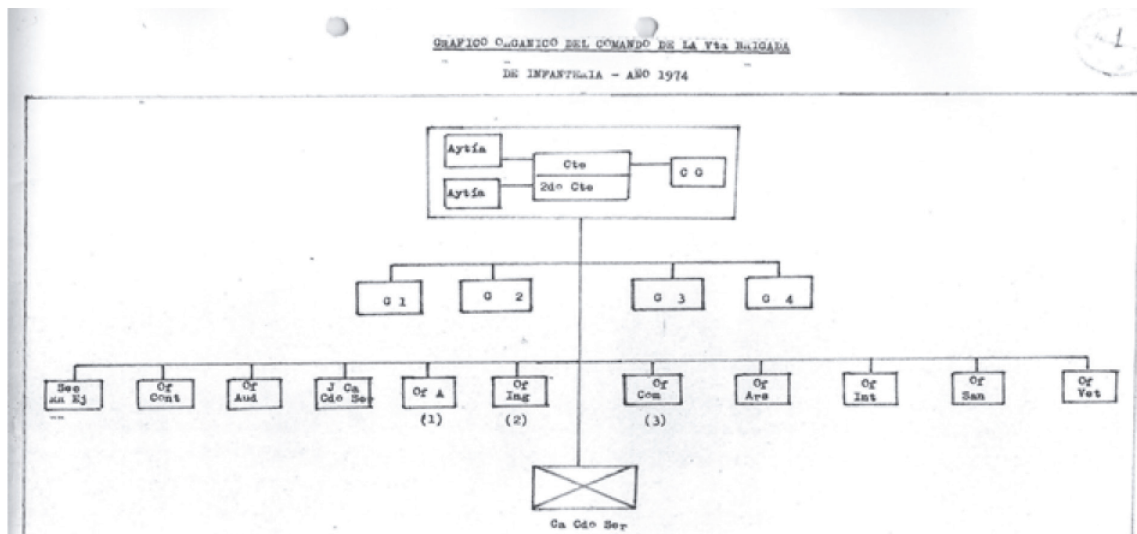 GRAFICO ORGANICO DEL COMANDO DE LA Vta BRIGADA
1
DE INFANTERIA - AÑO 1974
Aytía
Cte
C G
2do Cte
Aytía
G 1
G 2
G 3
G 4
Sec
Ej
Of
Cont
Of
Aud
J Ca
Cdo Ser
Of A
Of
Ing
Of
Com
Of
Ars
Of
Int
Of
San
Of
Vet
(1)
(2)
(3)
Ca Cdo Ser